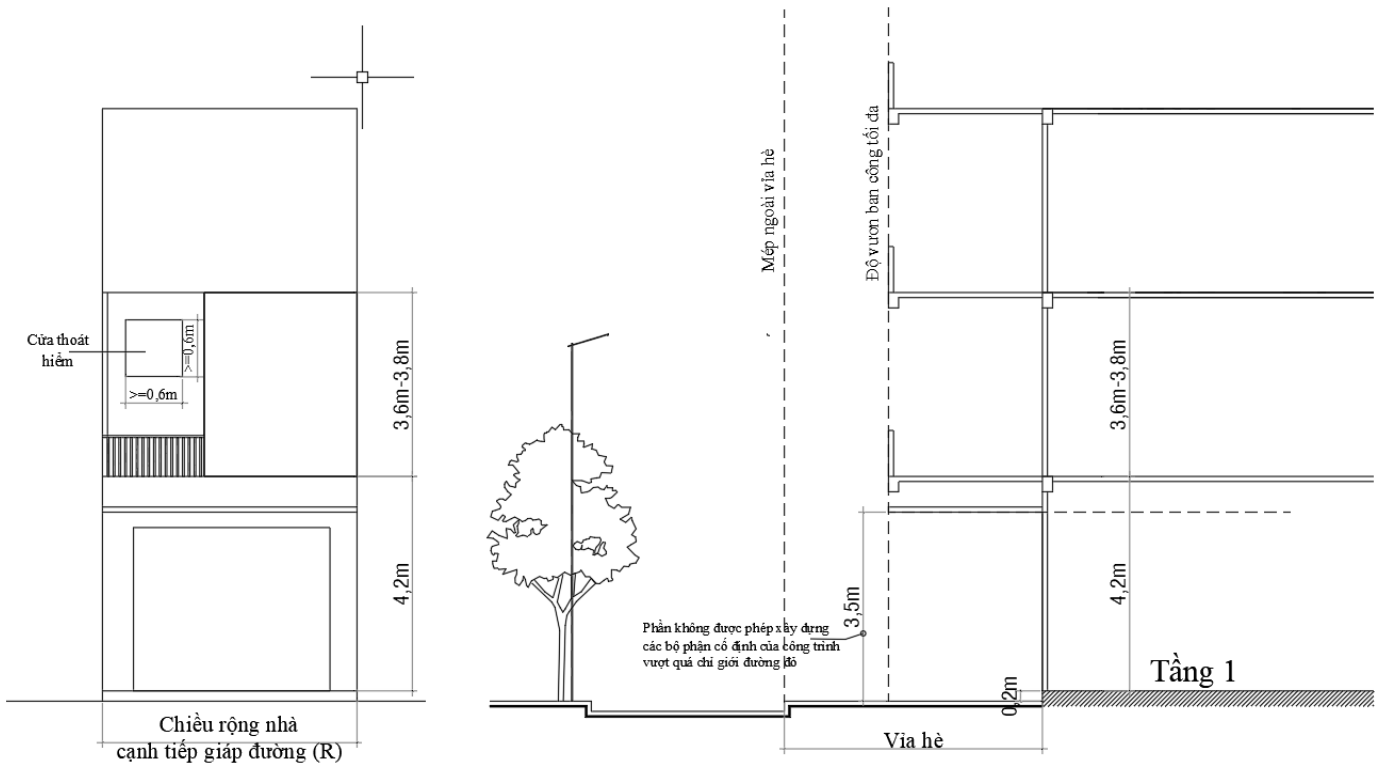 Cửa thoát
hiểm
>=0,6m
>=0,6m
3,6m-3,8m
4,2m
Chiều rộng nhà
cạnh tiếp giáp đường (R)
Mép ngoài vỉa hè
Độ vươn ban công tối đa
3,6m-3,8m
3,5m
4,2m
Phần không được phép xây dựng
các bộ phận cố định của công trình
vượt quá chỉ giới đường đỏ
Tầng 1
0,2m
Vỉa hè